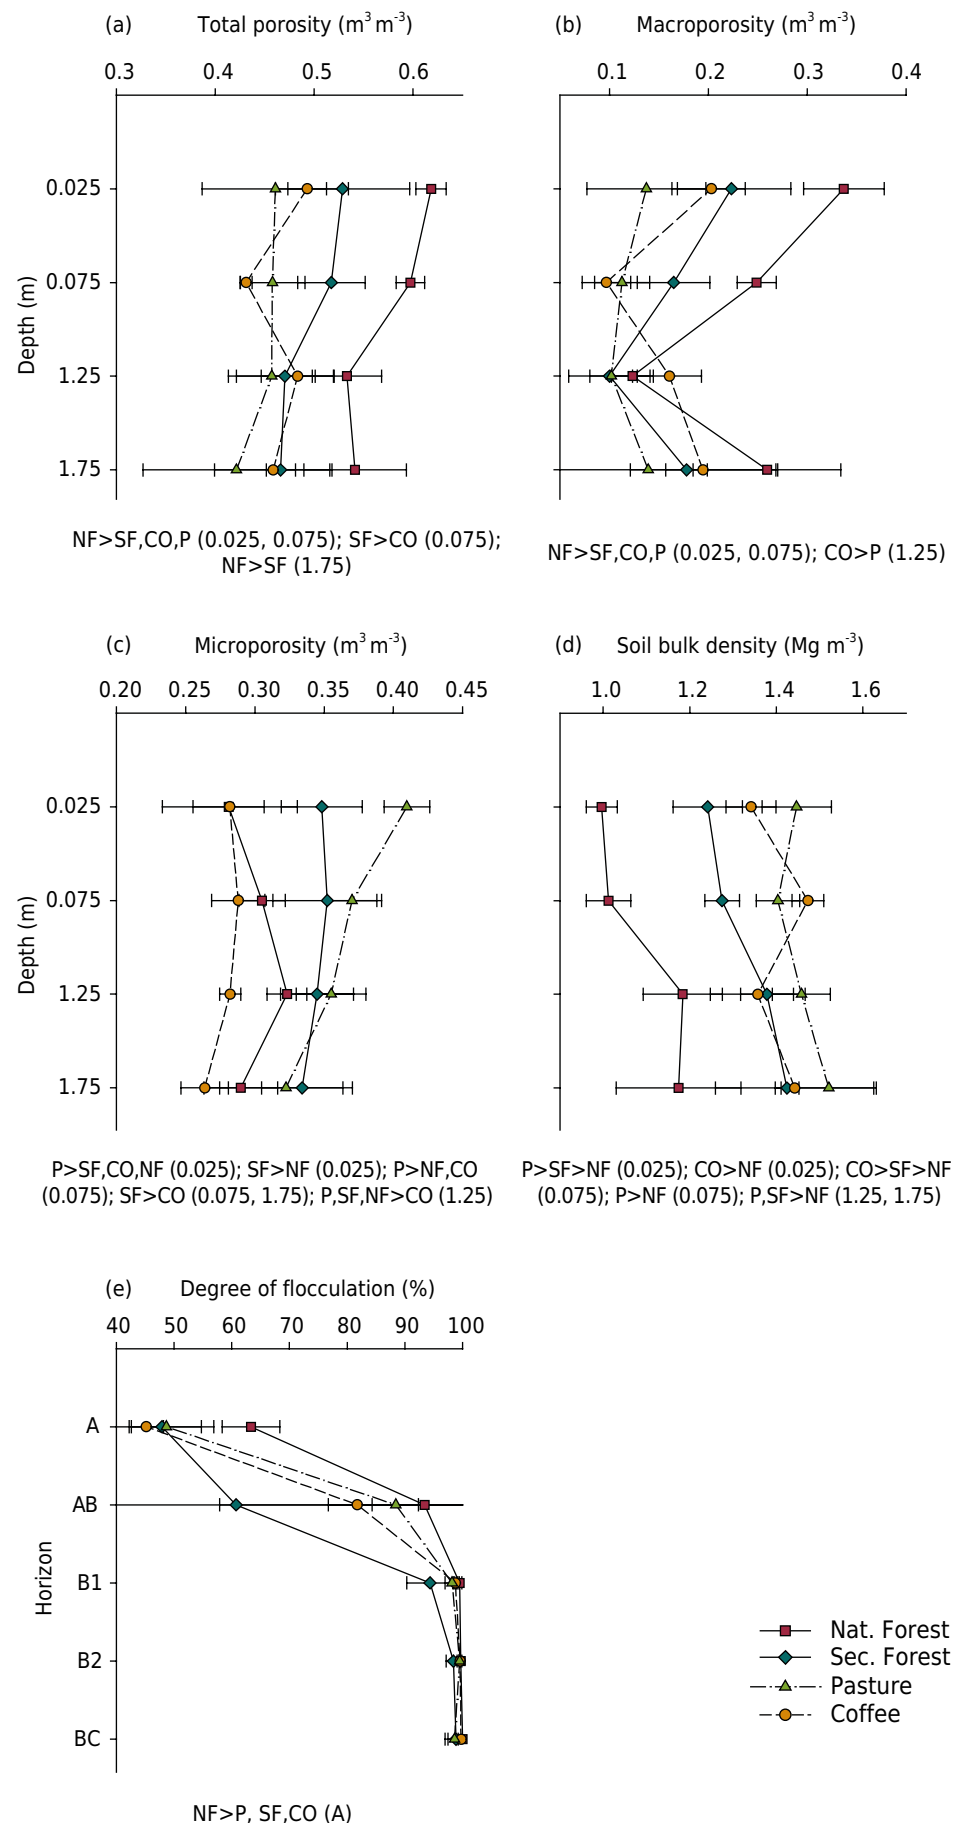 (a) Total porosity (m³ m⁻³)
0.3 0.4 0.5 0.6
Depth (m)
0.025
0.075
1.25
1.75
NF>SF,CO,P (0.025, 0.075); SF>CO (0.075);
NF>SF (1.75)
(b) Macroporosity (m³ m⁻³)
0.1 0.2 0.3 0.4
NF>SF,CO,P (0.025, 0.075); CO>P (1.25)
(c) Microporosity (m³ m⁻³)
0.20 0.25 0.30 0.35 0.40 0.45
Depth (m)
0.025
0.075
1.25
1.75
P>SF,CO,NF (0.025); SF>NF (0.025); P>NF,CO
(0.075); SF>CO (0.075, 1.75); P,SF,NF>CO (1.25)
(d) Soil bulk density (Mg m⁻³)
1.0 1.2 1.4 1.6
P>SF>NF (0.025); CO>NF (0.025); CO>SF>NF
(0.075); P>NF (0.075); P,SF>NF (1.25, 1.75)
(e) Degree of flocculation (%)
40 50 60 70 80 90 100
Horizon
A
AB
B1
B2
BC
NF>P, SF,CO (A)
Nat. Forest
Sec. Forest
Pasture
Coffee